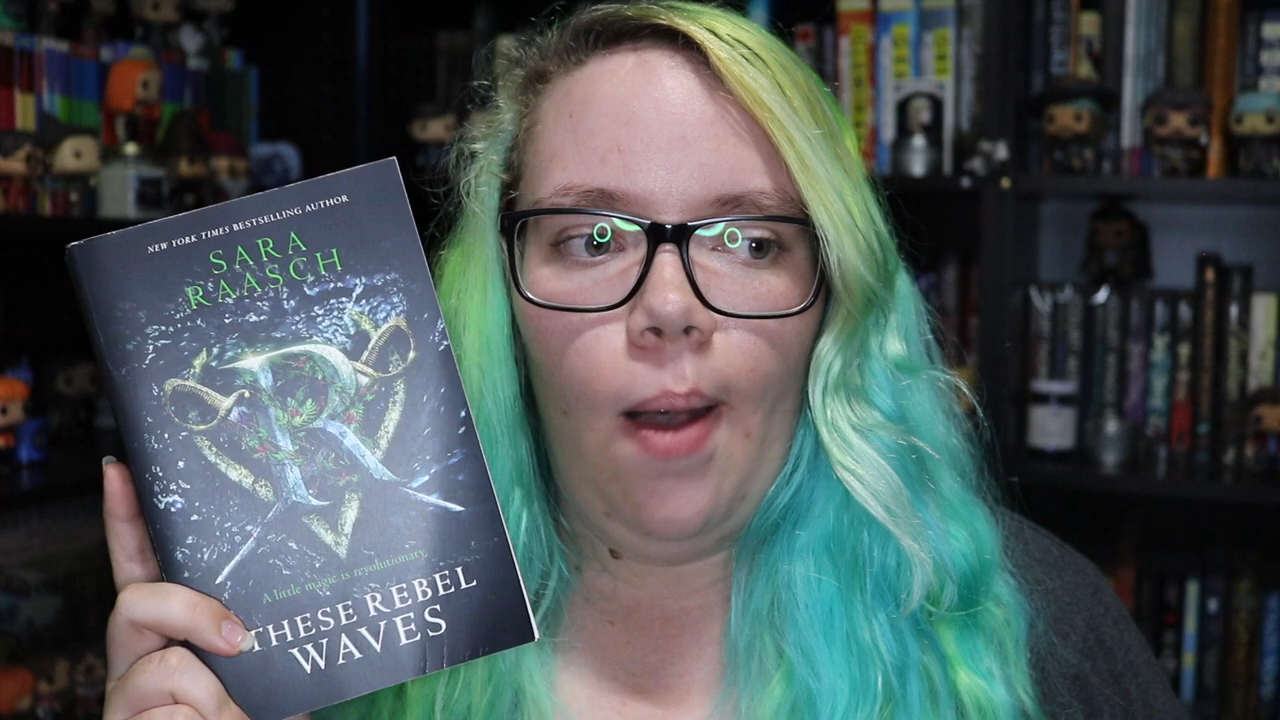 NEW YORK TIMES BESTSELLING AUTHOR
SARA
RAASCH
A little magic is revolutionary.
THESE REBEL
WAVES